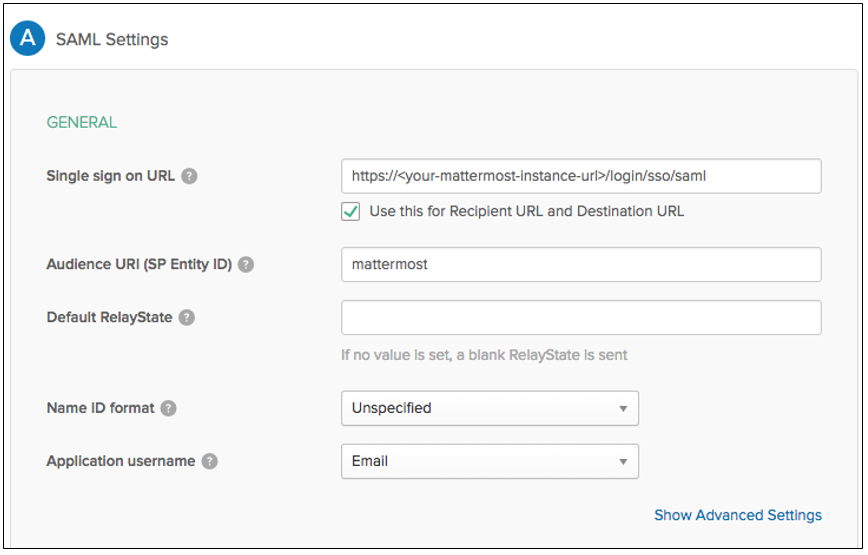 A SAML Settings
GENERAL
Single sign on URL ?
https://<your-mattermost-instance-url>/login/sso/saml
Use this for Recipient URL and Destination URL
Audience URI (SP Entity ID) ?
mattermost
Default RelayState ?
If no value is set, a blank RelayState is sent
Name ID format ?
Unspecified
Application username ?
Email
Show Advanced Settings